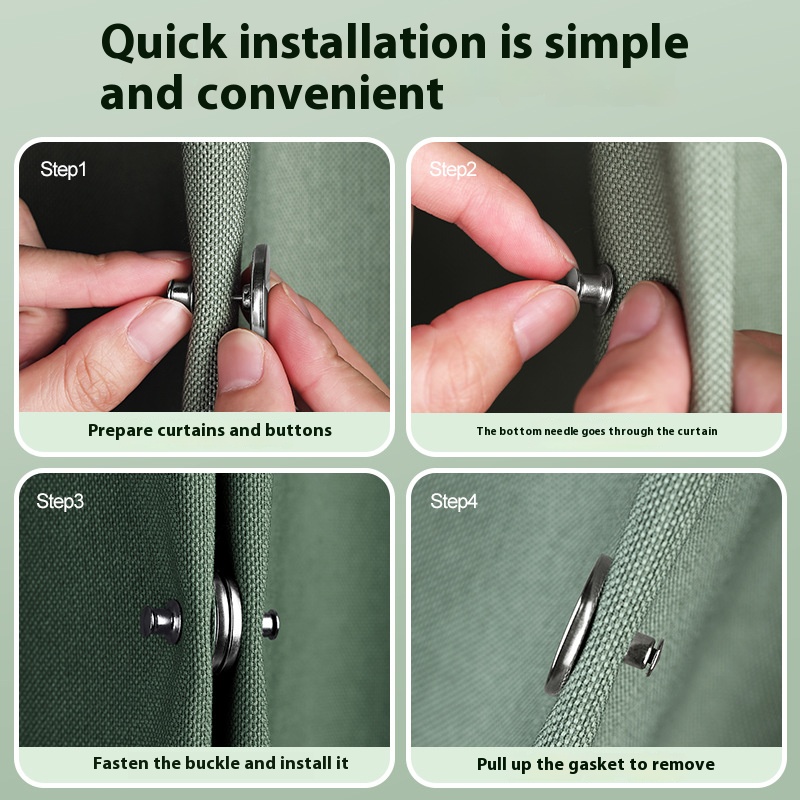 Quick installation is simple
and convenient
Step1
Step2
Prepare curtains and buttons
The bottom needle goes through the curtain
Step3
Step4
Fasten the buckle and install it
Pull up the gasket to remove